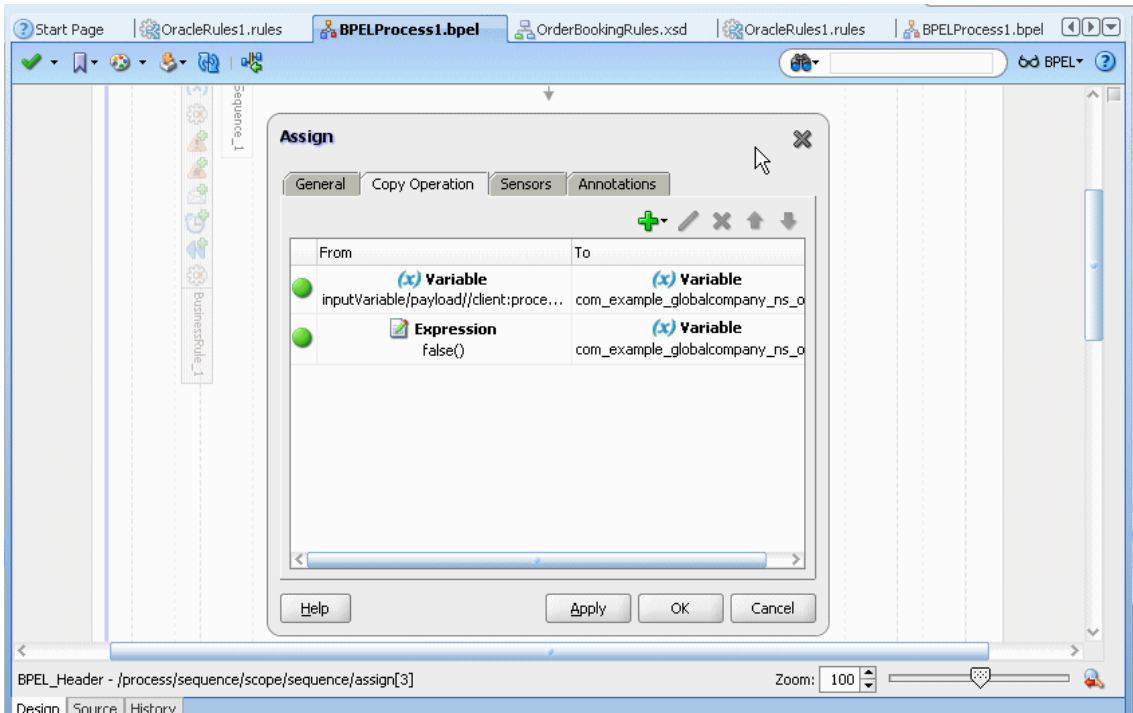 Start Page OracleRules1.rules BPELProcess1.bpel OrderBookingRules.xsd OracleRules1.rules BPELProcess1.bpel
BPEL
Sequence_1
Assign
General Copy Operation Sensors Annotations
From To
(x) Variable (x) Variable
inputVariable/payload//client:proce... com_example_globalcompany_ns_o
Expression (x) Variable
false() com_example_globalcompany_ns_o
BusinessRule_1
Help Apply OK Cancel
BPEL_Header - /process/sequence/scope/sequence/assign[3] Zoom: 100
Design Source History